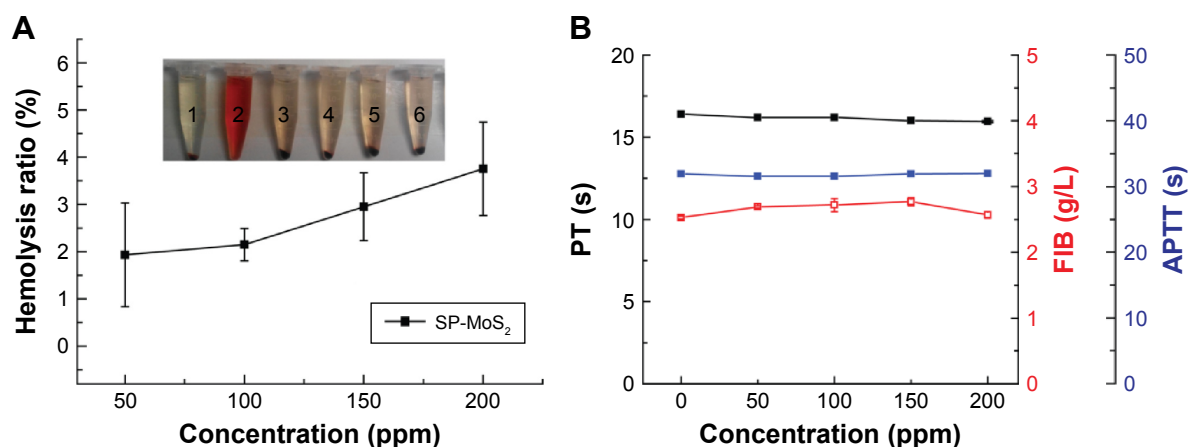 A
Hemolysis ratio (%)
6
5
4
3
2
1
0
1 2 3 4 5 6
SP-MoS₂
50 100 150 200
Concentration (ppm)
B
PT (s)
20
15
10
5
0
FIB (g/L)
5
4
3
2
1
0
APTT (s)
50
40
30
20
10
0
0 50 100 150 200
Concentration (ppm)